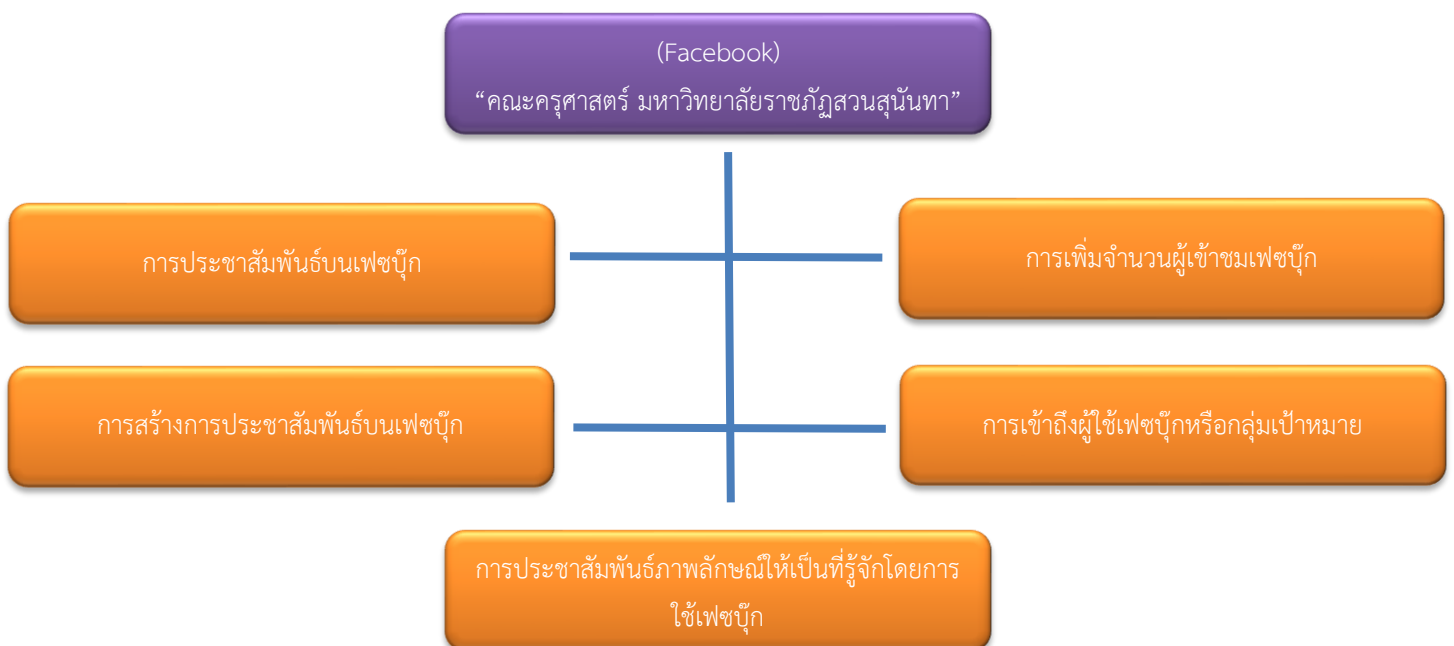 (Facebook)
“คณะครุศาสตร์ มหาวิทยาลัยราชภัฏสวนสุนันทา”
การประชาสัมพันธ์บนเฟซบุ๊ก
การเพิ่มจำนวนผู้เข้าชมเฟซบุ๊ก
การสร้างการประชาสัมพันธ์บนเฟซบุ๊ก
การเข้าถึงผู้ใช้เฟซบุ๊กหรือกลุ่มเป้าหมาย
การประชาสัมพันธ์ภาพลักษณ์ให้เป็นที่รู้จักโดยการ
ใช้เฟซบุ๊ก